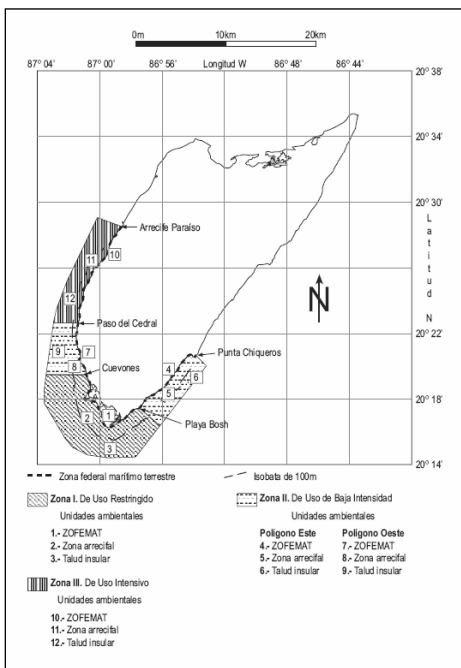 0m 10km 20km
87° 04' 87° 00' 86° 56' Longitud W 86° 48' 86° 44'
20° 38'
20° 34'
20° 30'
Latitud N
20° 22'
20° 18'
20° 14'
Arrecife Paraíso
10
11
12
Paso del Cedral
9
7
8
Cuevones
N
Punta Chiqueros
4
6
5
Playa Bosh
1
2
3
Zona federal marítimo terrestre
Isobata de 100m
Zona I. De Uso Restringido
Unidades ambientales
1.- ZOFEMAT
2.- Zona arrecifal
3.- Talud insular
Zona II. De Uso de Baja Intensidad
Unidades ambientales
Polígono Este Polígono Oeste
4.- ZOFEMAT 7.- ZOFEMAT
5.- Zona arrecifal 8.- Zona arrecifal
6.- Talud insular 9.- Talud insular
Zona III. De Uso Intensivo
Unidades ambientales
10.- ZOFEMAT
11.- Zona arrecifal
12.- Talud insular